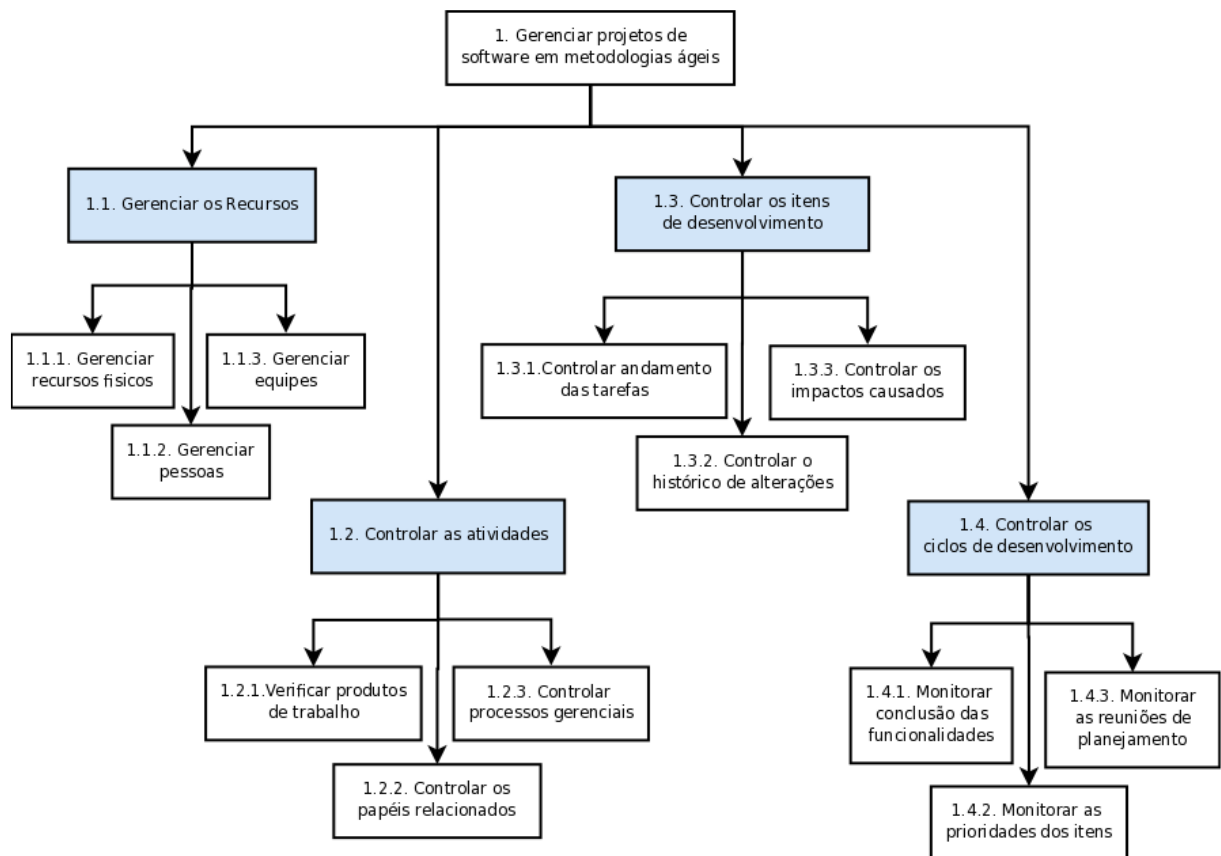 1. Gerenciar projetos de
software em metodologias ágeis
1.1. Gerenciar os Recursos
1.3. Controlar os itens
de desenvolvimento
1.1.1. Gerenciar
recursos fisicos
1.1.3. Gerenciar
equipes
1.1.2. Gerenciar
pessoas
1.3.1.Controlar andamento
das tarefas
1.3.3. Controlar os
impactos causados
1.3.2. Controlar o
histórico de alterações
1.2. Controlar as atividades
1.4. Controlar os
ciclos de desenvolvimento
1.2.1.Verificar produtos
de trabalho
1.2.3. Controlar
processos gerenciais
1.2.2. Controlar os
papéis relacionados
1.4.1. Monitorar
conclusão das
funcionalidades
1.4.3. Monitorar
as reuniões de
planejamento
1.4.2. Monitorar as
prioridades dos itens